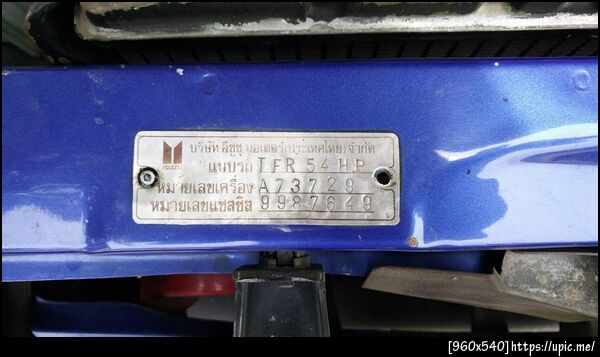 ISUZU
บริษัท อีซูซุมอเตอร์(ประเทศไทย)จำกัด
แบบรถ TFR 54 HP
หมายเลขเครื่อง A73729
หมายเลขแชสซีส 9987649
[960x540]https://upic.me/